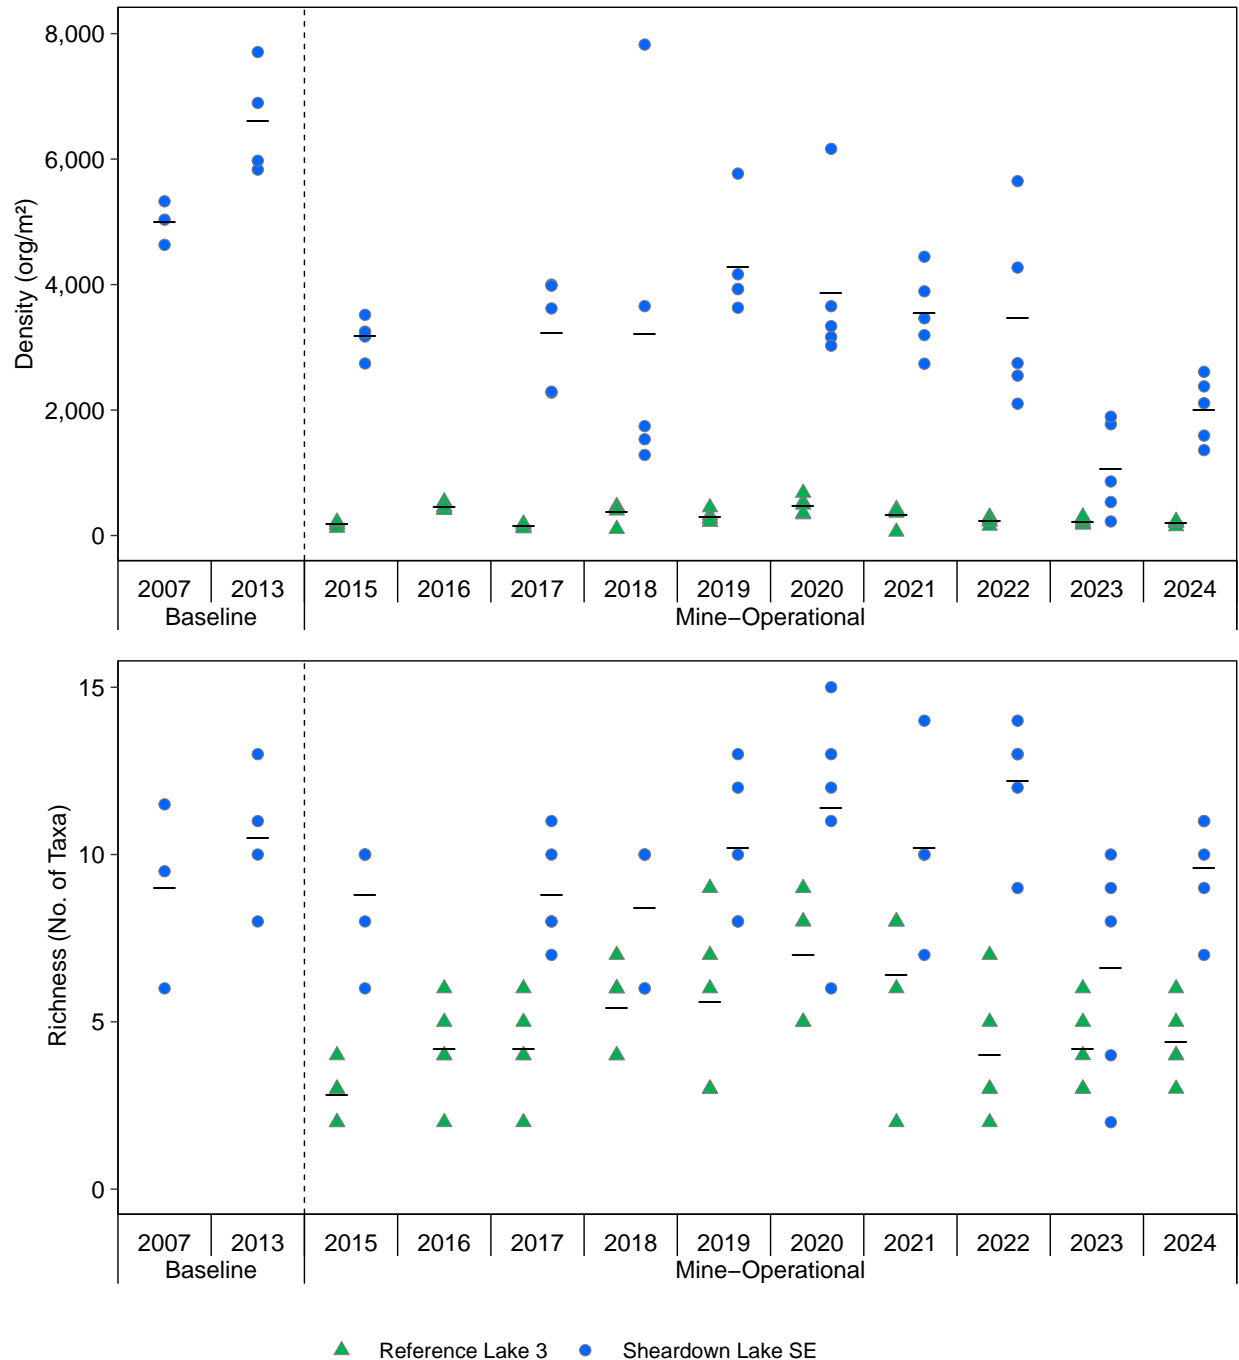 8,000
6,000
4,000
2,000
0
Density (org/m²)
2007 2013 2015 2016 2017 2018 2019 2020 2021 2022 2023 2024
Baseline Mine–Operational
15
10
5
0
Richness (No. of Taxa)
2007 2013 2015 2016 2017 2018 2019 2020 2021 2022 2023 2024
Baseline Mine–Operational
Reference Lake 3 Sheardown Lake SE